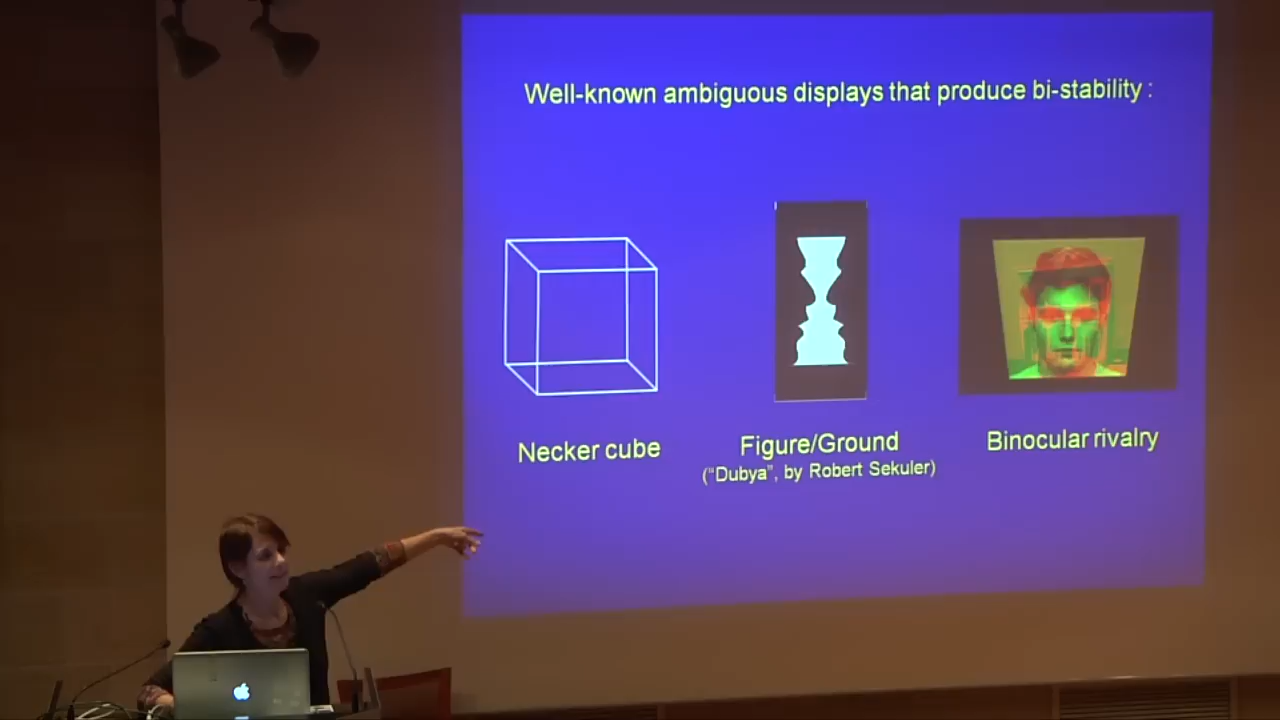 Well-known ambiguous displays that produce bi-stability :
Necker cube
Figure/Ground
("Dubya", by Robert Sekuler)
Binocular rivalry